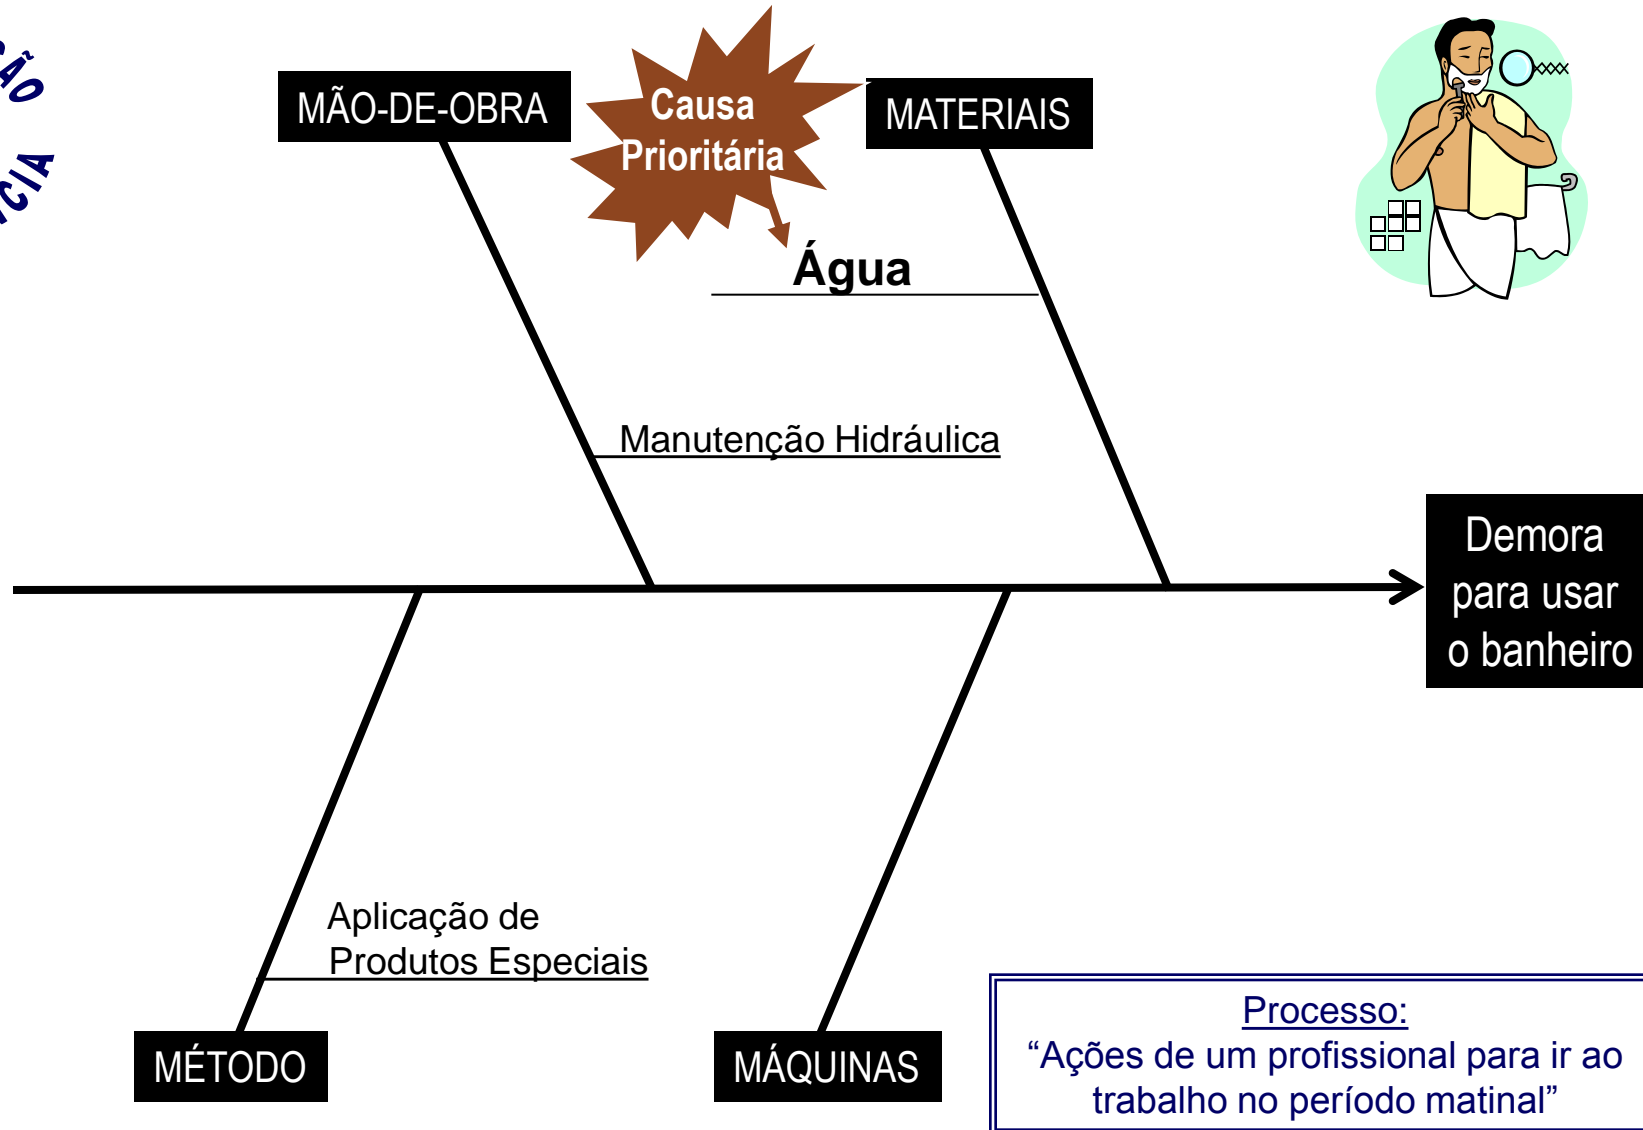 MÃO-DE-OBRA
Causa
Prioritária
MATERIAIS
Água
Manutenção Hidráulica
Demora
para usar
o banheiro
Aplicação de
Produtos Especiais
MÉTODO
MÁQUINAS
Processo:
“Ações de um profissional para ir ao
trabalho no período matinal”